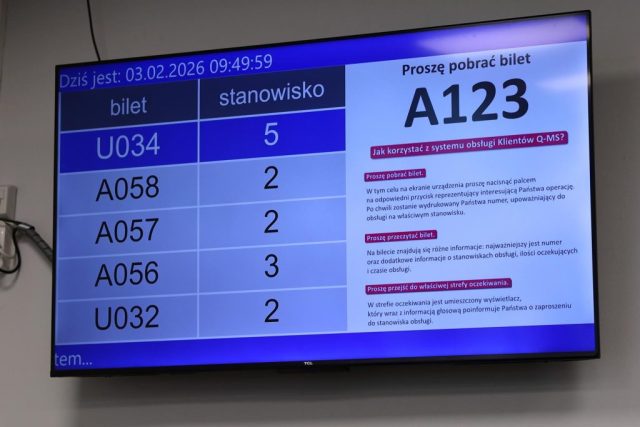 Dziś jest: 03.02.2026 09:49:59
bilet stanowisko
U034 5
A058 2
A057 2
A056 3
U032 2
tem...
Proszę pobrać bilet
A123
Jak korzystać z systemu obsługi Klientów Q-MS?
Proszę pobrać bilet.
W tym celu na ekranie urządzenia proszę nacisnąć palcem
na odpowiedni przycisk reprezentujący interesującą Państwa operację.
Po chwili zostanie wydrukowany Państwa numer, upoważniający do
obsługi na właściwym stanowisku.
Proszę przeczytać bilet.
Na bilecie znajdują się różne informacje: najważniejszy jest numer
oraz dodatkowe informacje o stanowiskach obsługi, ilości oczekujących
i czasie obsługi.
Proszę przejść do właściwej strefy oczekiwania.
W strefie oczekiwania jest umieszczony wyświetlacz,
który wraz z informacją głosową poinformuje Państwa o zaproszeniu
do stanowiska obsługi.
TCL